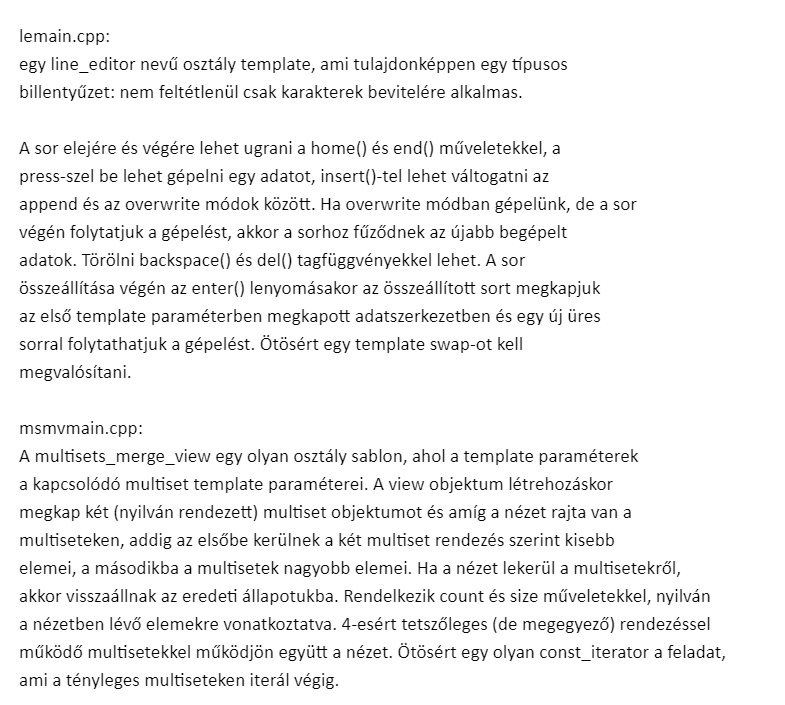 lemain.cpp:
egy line_editor nevű osztály template, ami tulajdonképpen egy típusos
billentyűzet: nem feltétlenül csak karakterek bevitelére alkalmas.
A sor elejére és végére lehet ugrani a home() és end() műveletekkel, a
press-szel be lehet gépelni egy adatot, insert()-tel lehet váltogatni az
append és az overwrite módok között. Ha overwrite módban gépelünk, de a sor
végén folytatjuk a gépelést, akkor a sorhoz fűződnek az újabb begépelt
adatok. Törölni backspace() és del() tagfüggvényekkel lehet. A sor
összeállítása végén az enter() lenyomásakor az összeállított sort megkapjuk
az első template paraméterben megkapott adatszerkezetben és egy új üres
sorral folytathatjuk a gépelést. Ötösért egy template swap-ot kell
megvalósítani.
msmvmain.cpp:
A multisets_merge_view egy olyan osztály sablon, ahol a template paraméterek
a kapcsolódó multiset template paraméterei. A view objektum létrehozáskor
megkap két (nyilván rendezett) multiset objektumot és amíg a nézet rajta van a
multiseteken, addig az elsőbe kerülnek a két multiset rendezés szerint kisebb
elemei, a másodikba a multisetek nagyobb elemei. Ha a nézet lekerül a multisetekről,
akkor visszaállnak az eredeti állapotukba. Rendelkezik count és size műveletekkel, nyilván
a nézetben lévő elemekre vonatkoztatva. 4-esért tetszőleges (de megegyező) rendezéssel
működő multisetekkel működjön együtt a nézet. Ötösért egy olyan const_iterator a feladat,
ami a tényleges multiseteken iterál végig.